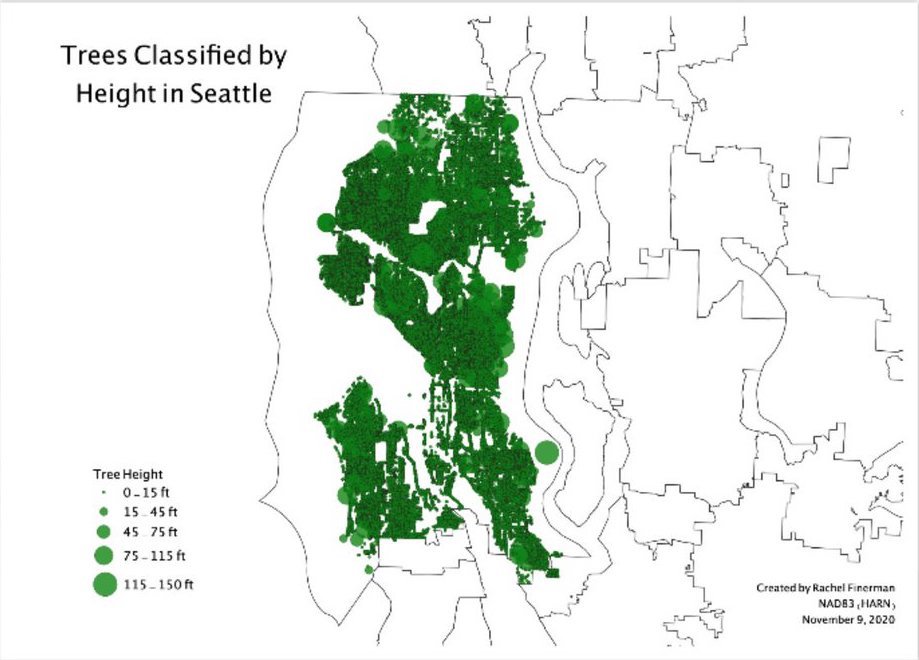 Trees Classified by
Height in Seattle
Tree Height
0 - 15 ft
15 - 45 ft
45 - 75 ft
75 - 115 ft
115 - 150 ft
Created by Rachel Finerman
NAD83 (HARN)
November 9, 2020